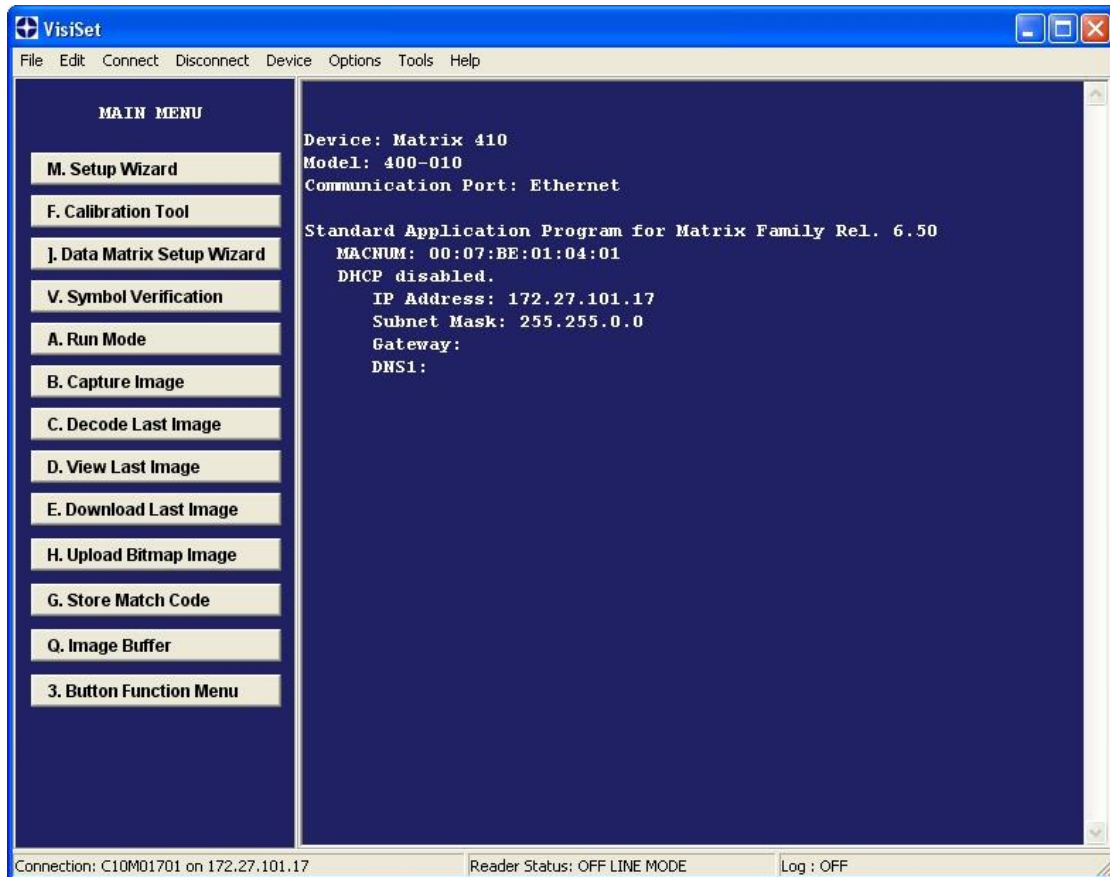 VisiSet
File Edit Connect Disconnect Device Options Tools Help
MAIN MENU
M. Setup Wizard
F. Calibration Tool
]. Data Matrix Setup Wizard
V. Symbol Verification
A. Run Mode
B. Capture Image
C. Decode Last Image
D. View Last Image
E. Download Last Image
H. Upload Bitmap Image
G. Store Match Code
Q. Image Buffer
3. Button Function Menu
Device: Matrix 410
Model: 400-010
Communication Port: Ethernet
Standard Application Program for Matrix Family Rel. 6.50
MACNUM: 00:07:BE:01:04:01
DHCP disabled.
IP Address: 172.27.101.17
Subnet Mask: 255.255.0.0
Gateway:
DNS1:
Connection: C10M01701 on 172.27.101.17 Reader Status: OFF LINE MODE Log : OFF